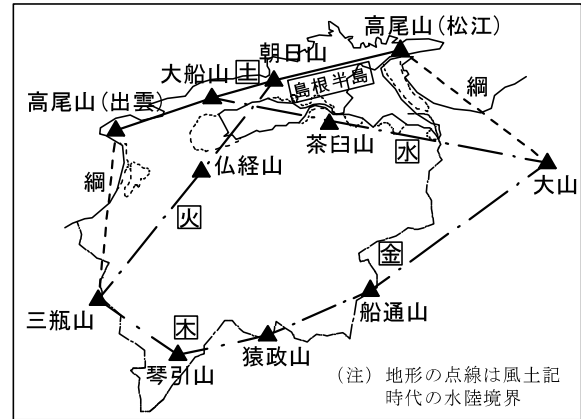 高尾山(松江)
朝日山
大船山
土
島根半島
高尾山(出雲)
綱
茶臼山
綱
水
仏経山
大山
火
金
三瓶山
船通山
木
猿政山
琴引山
（注）地形の点線は風土記
時代の水陸境界